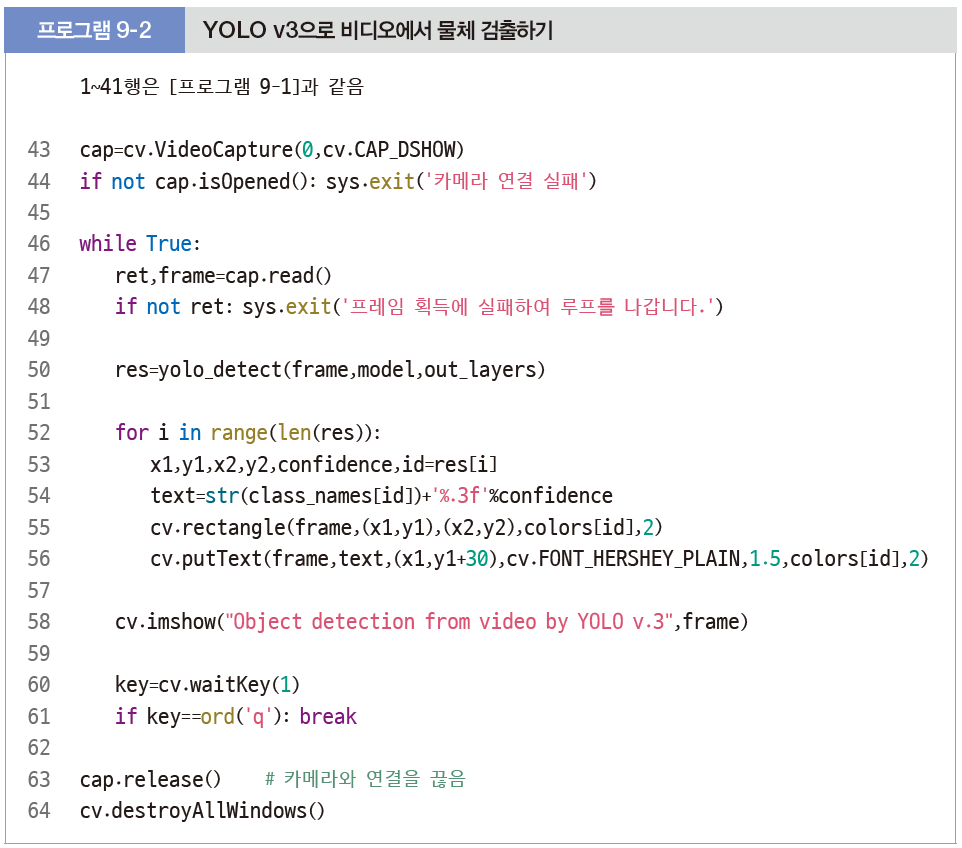 프로그램 9-2 YOLO v3으로 비디오에서 물체 검출하기
1~41행은 [프로그램 9-1]과 같음
43 cap=cv.VideoCapture(0,cv.CAP_DSHOW)
44 if not cap.isOpened(): sys.exit('카메라 연결 실패')
45
46 while True:
47 ret,frame=cap.read()
48 if not ret: sys.exit('프레임 획득에 실패하여 루프를 나갑니다.')
49
50 res=yolo_detect(frame,model,out_layers)
51
52 for i in range(len(res)):
53 x1,y1,x2,y2,confidence,id=res[i]
54 text=str(class_names[id])+'%.3f'%confidence
55 cv.rectangle(frame,(x1,y1),(x2,y2),colors[id],2)
56 cv.putText(frame,text,(x1,y1+30),cv.FONT_HERSHEY_PLAIN,1.5,colors[id],2)
57
58 cv.imshow("Object detection from video by YOLO v.3",frame)
59
60 key=cv.waitKey(1)
61 if key==ord('q'): break
62
63 cap.release() # 카메라와 연결을 끊음
64 cv.destroyAllWindows()